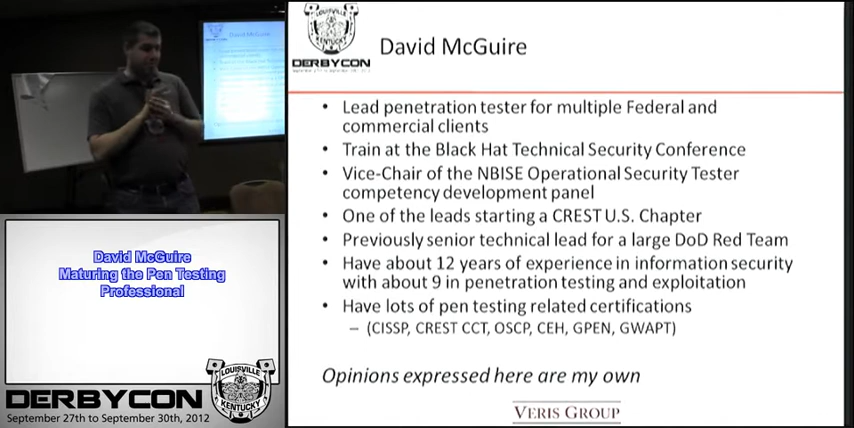 LOUISVILLE
KENTUCKY
DERBYCON
David McGuire
• Lead penetration tester for multiple Federal and
commercial clients
• Train at the Black Hat Technical Security Conference
• Vice-Chair of the NBISE Operational Security Tester
competency development panel
• One of the leads starting a CREST U.S. Chapter
• Previously senior technical lead for a large DoD Red Team
• Have about 12 years of experience in information security
with about 9 in penetration testing and exploitation
• Have lots of pen testing related certifications
– (CISSP, CREST CCT, OSCP, CEH, GPEN, GWAPT)
Opinions expressed here are my own
VERIS GROUP
David McGuire
Maturing the Pen Testing
Professional
LOUISVILLE
KENTUCKY
DERBYCON
September 27th to September 30th, 2012